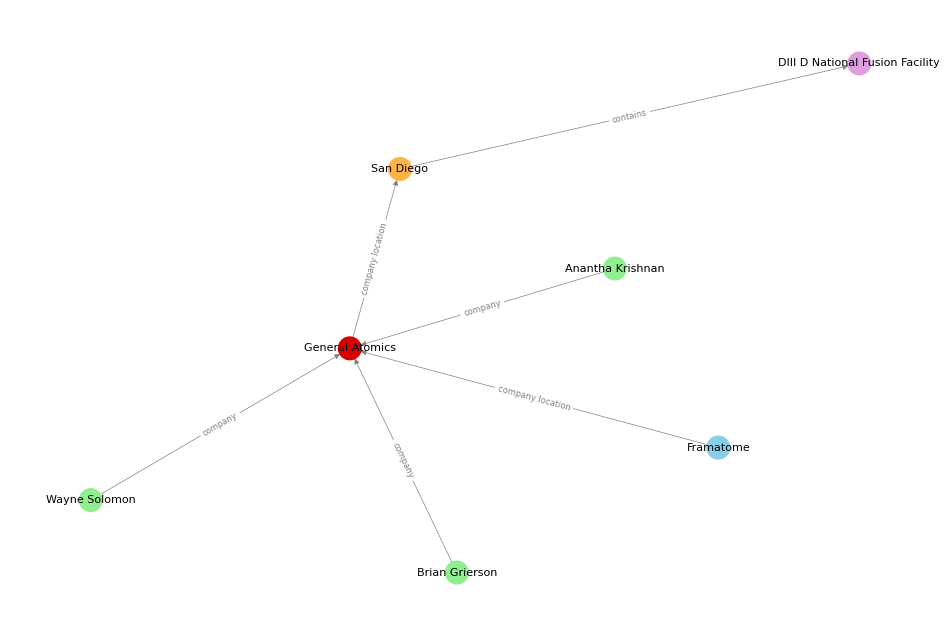 DIII D National Fusion Facility
contains
San Diego
company location
Anantha Krishnan
company
General Atomics
company location
company
Framatome
company
Wayne Solomon
Brian Grierson